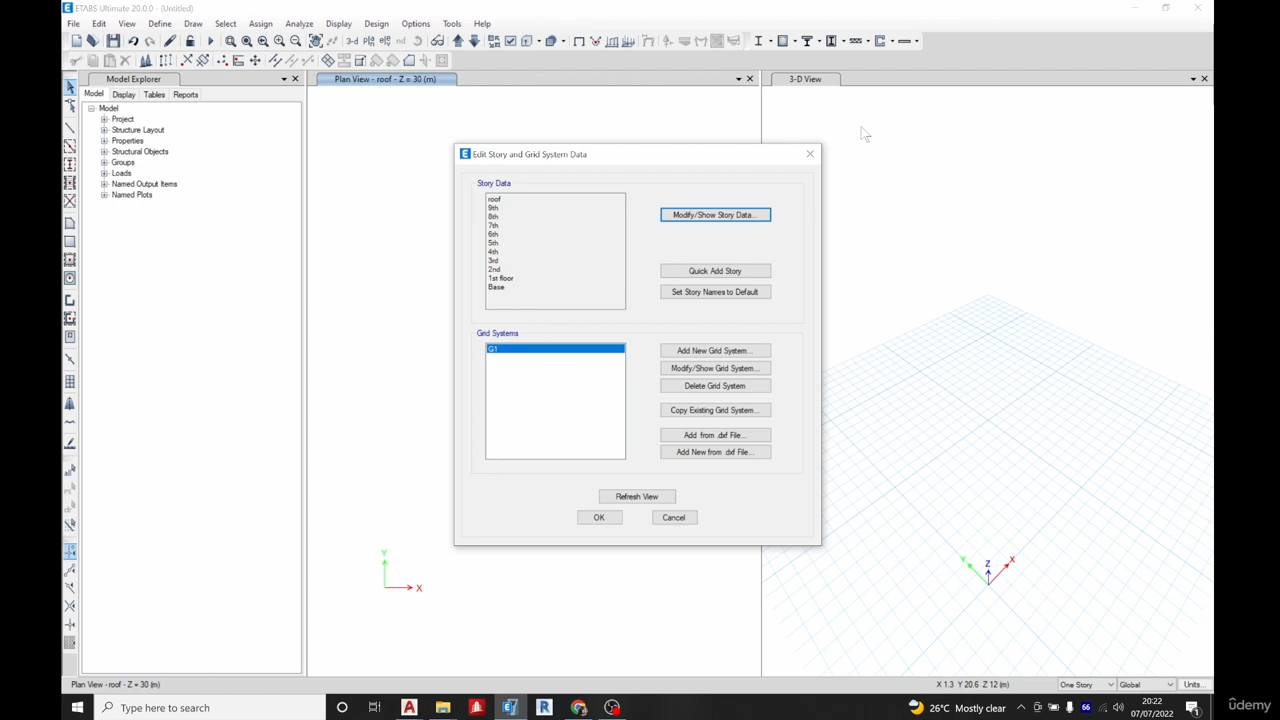 ETABS Ultimate 20.0.0 - (Untitled)
File Edit View Define Draw Select Assign Analyze Display Design Options Tools Help
3-d
nd
Model Explorer
Plan View - roof - Z = 30 (m)
3-D View
Model Display Tables Reports
Model
Project
Structure Layout
Properties
Structural Objects
Groups
Loads
Named Output Items
Named Plots
Edit Story and Grid System Data
Story Data
roof
9th
8th
7th
6th
5th
4th
3rd
2nd
1st floor
Base
Modify/Show Story Data...
Quick Add Story
Set Story Names to Default
Grid Systems
G1
Add New Grid System...
Modify/Show Grid System...
Delete Grid System
Copy Existing Grid System...
Add from .dxf File...
Add New from .dxf File...
Refresh View
OK
Cancel
Y
X
Y
Z
X
Plan View - roof - Z = 30 (m)
X 1.3 Y 20.6 Z 12 (m)
One Story
Global
Units...
Type here to search
26°C Mostly clear
66
20:22
07/07/2022
1
udemy